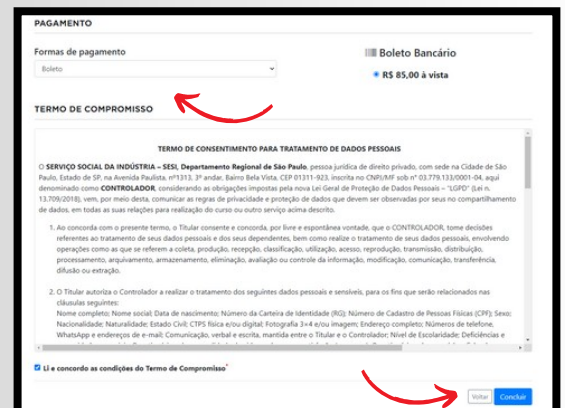 PAGAMENTO
Formas de pagamento
Boleto
Boleto Bancário
R$ 85,00 à vista
TERMO DE COMPROMISSO
TERMO DE CONSENTIMENTO PARA TRATAMENTO DE DADOS PESSOAIS
O SERVIÇO SOCIAL DA INDÚSTRIA – SESI, Departamento Regional de São Paulo, pessoa jurídica de direito privado, com sede na Cidade de São
Paulo, Estado de SP, na Avenida Paulista, nº1313, 3º andar, Bairro Bela Vista, CEP 01311-923, inscrita no CNPJ/MF sob n° 03.779.133/0001-04, aqui
denominado como CONTROLADOR, considerando as obrigações impostas pela nova Lei Geral de Proteção de Dados Pessoais – "LGPD" (Lei n.
13.709/2018), vem, por meio desta, comunicar as regras de privacidade e proteção de dados que devem ser observadas por seus no compartilhamento
de dados, em todas as suas relações para realização do curso ou outro serviço acima descrito.
1. Ao concordar com o presente termo, o Titular consente e concorda, por livre e espontânea vontade, que o CONTROLADOR, tome decisões
referentes ao tratamento de seus dados pessoais e dos seus dependentes, bem como realize o tratamento de seus dados pessoais, envolvendo
operações como as que se referem a coleta, produção, recepção, classificação, utilização, acesso, reprodução, transmissão, distribuição,
processamento, arquivamento, armazenamento, eliminação, avaliação ou controle da informação, modificação, comunicação, transferência,
difusão ou extração.
2. O Titular autoriza o Controlador a realizar o tratamento dos seguintes dados pessoais e sensíveis, para os fins que serão relacionados nas
cláusulas seguintes:
Nome completo; Nome social; Data de nascimento; Número da Carteira de Identidade (RG); Número de Cadastro de Pessoas Físicas (CPF); Sexo;
Nacionalidade; Naturalidade; Estado Civil; CTPS física e/ou digital; Fotografia 3×4 e/ou imagem; Endereço completo; Números de telefone,
WhatsApp e endereços de e-mail; Comunicação, verbal e escrita, mantida entre o Titular e o Controlador; Nível de Escolaridade; Deficiências e
Li e concordo as condições do Termo de Compromisso*
Voltar Concluir